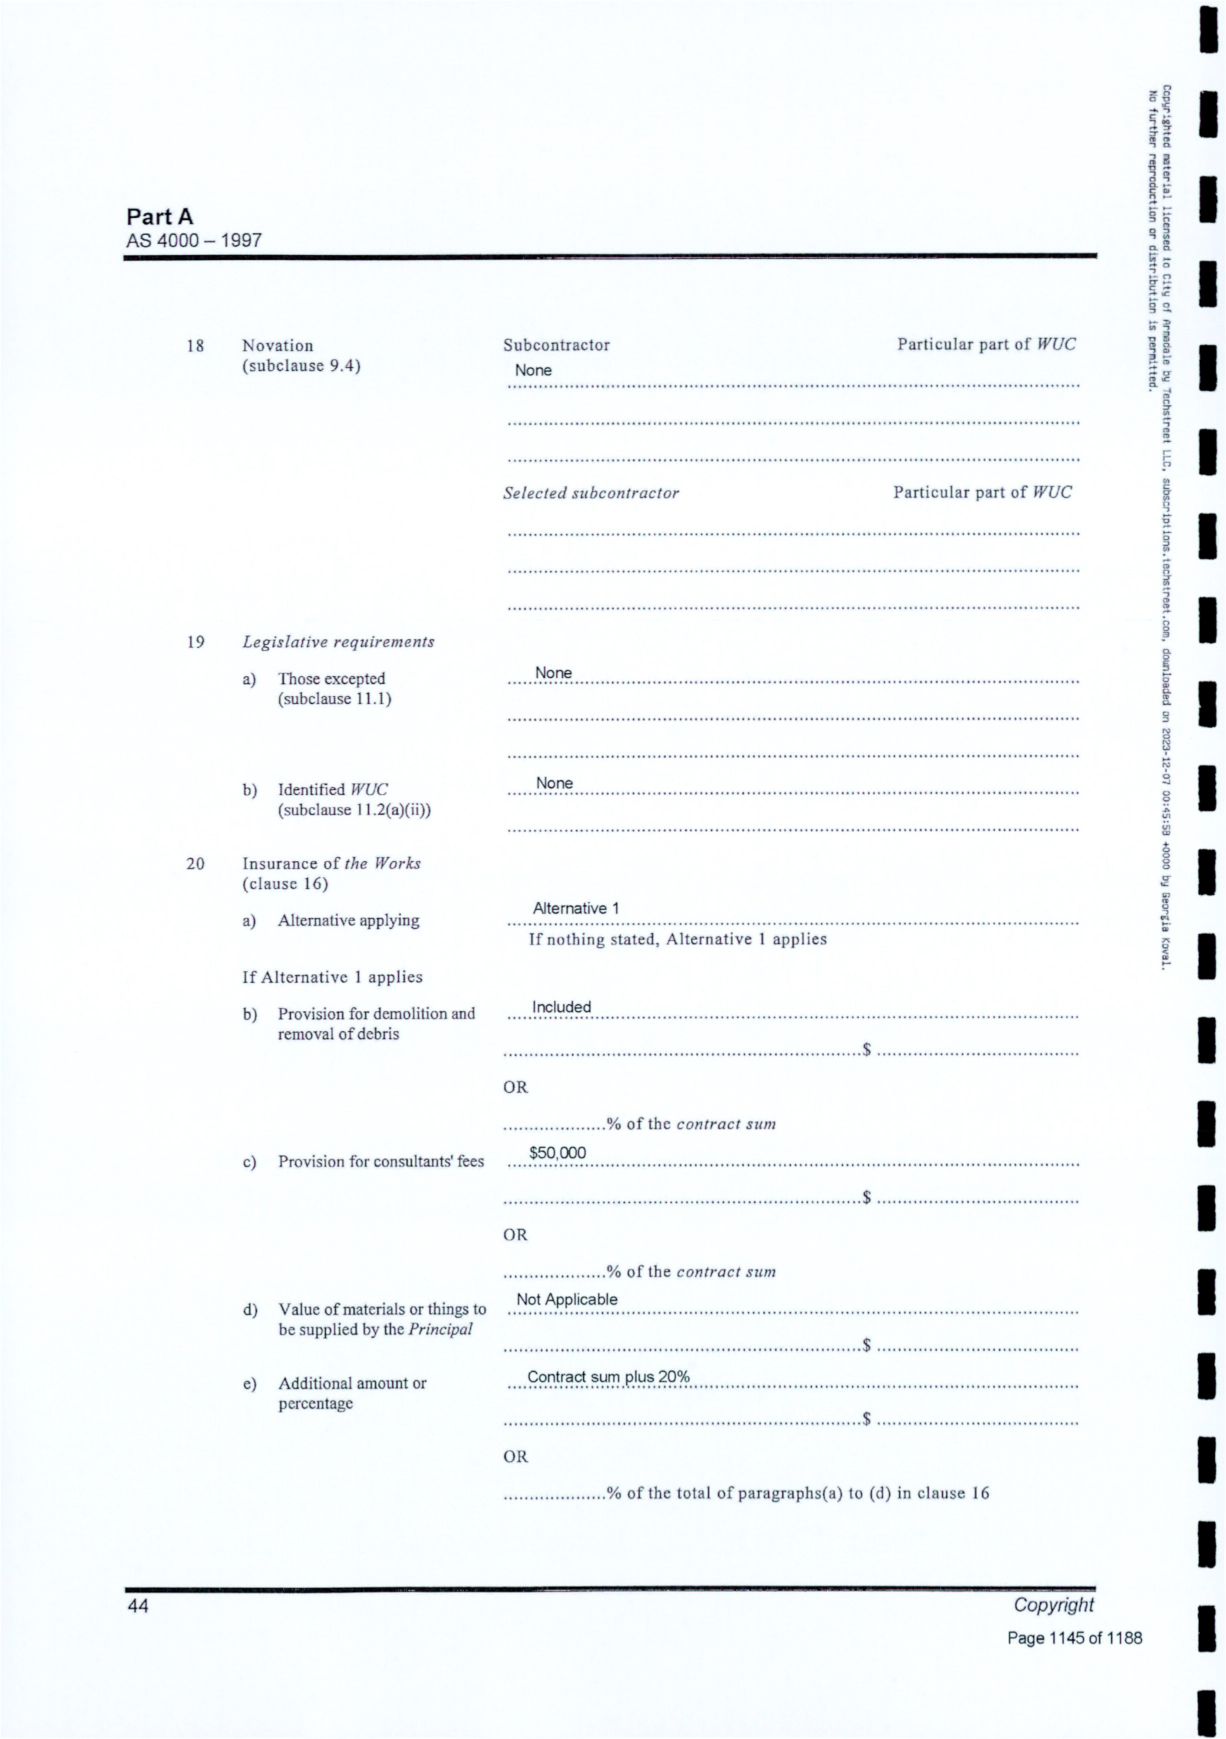 Part A
AS 4000 – 1997
18 Novation Subcontractor Particular part of WUC
(subclause 9.4) None
Selected subcontractor Particular part of WUC
19 Legislative requirements
a) Those excepted None
(subclause 11.1)
b) Identified WUC None
(subclause 11.2(a)(ii))
20 Insurance of the Works
(clause 16)
a) Alternative applying Alternative 1
If nothing stated, Alternative 1 applies
If Alternative 1 applies
b) Provision for demolition and Included
removal of debris
$
OR
% of the contract sum
c) Provision for consultants' fees $50,000
$
OR
% of the contract sum
d) Value of materials or things to Not Applicable
be supplied by the Principal
$
e) Additional amount or Contract sum plus 20%
percentage
$
OR
% of the total of paragraphs(a) to (d) in clause 16
44 Copyright
Page 1145 of 1188
Copyrighted material licensed to City of Armadale by Techstreet LLC, subscriptions.techstreet.com, downloaded on 2023-12-07 00:45:58 +0000 by Georgia Koval.
No further reproduction or distribution is permitted.